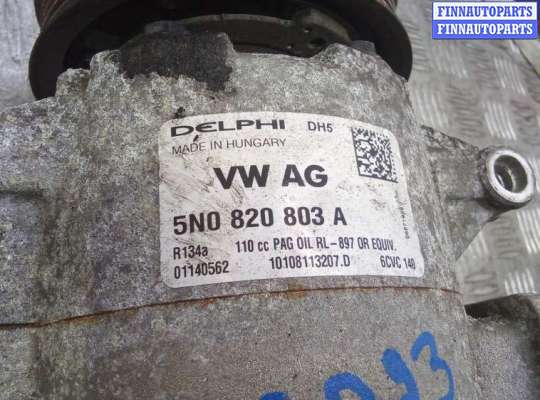 FINNAUTOPARTS
FINNAUTOPARTS
DELPHI DH5
MADE IN HUNGARY
VW AG
5N0 820 803 A
R134a 110 cc PAG OIL RL-897 OR EQUIV.
01140562 10108113207.D 6CVC 140